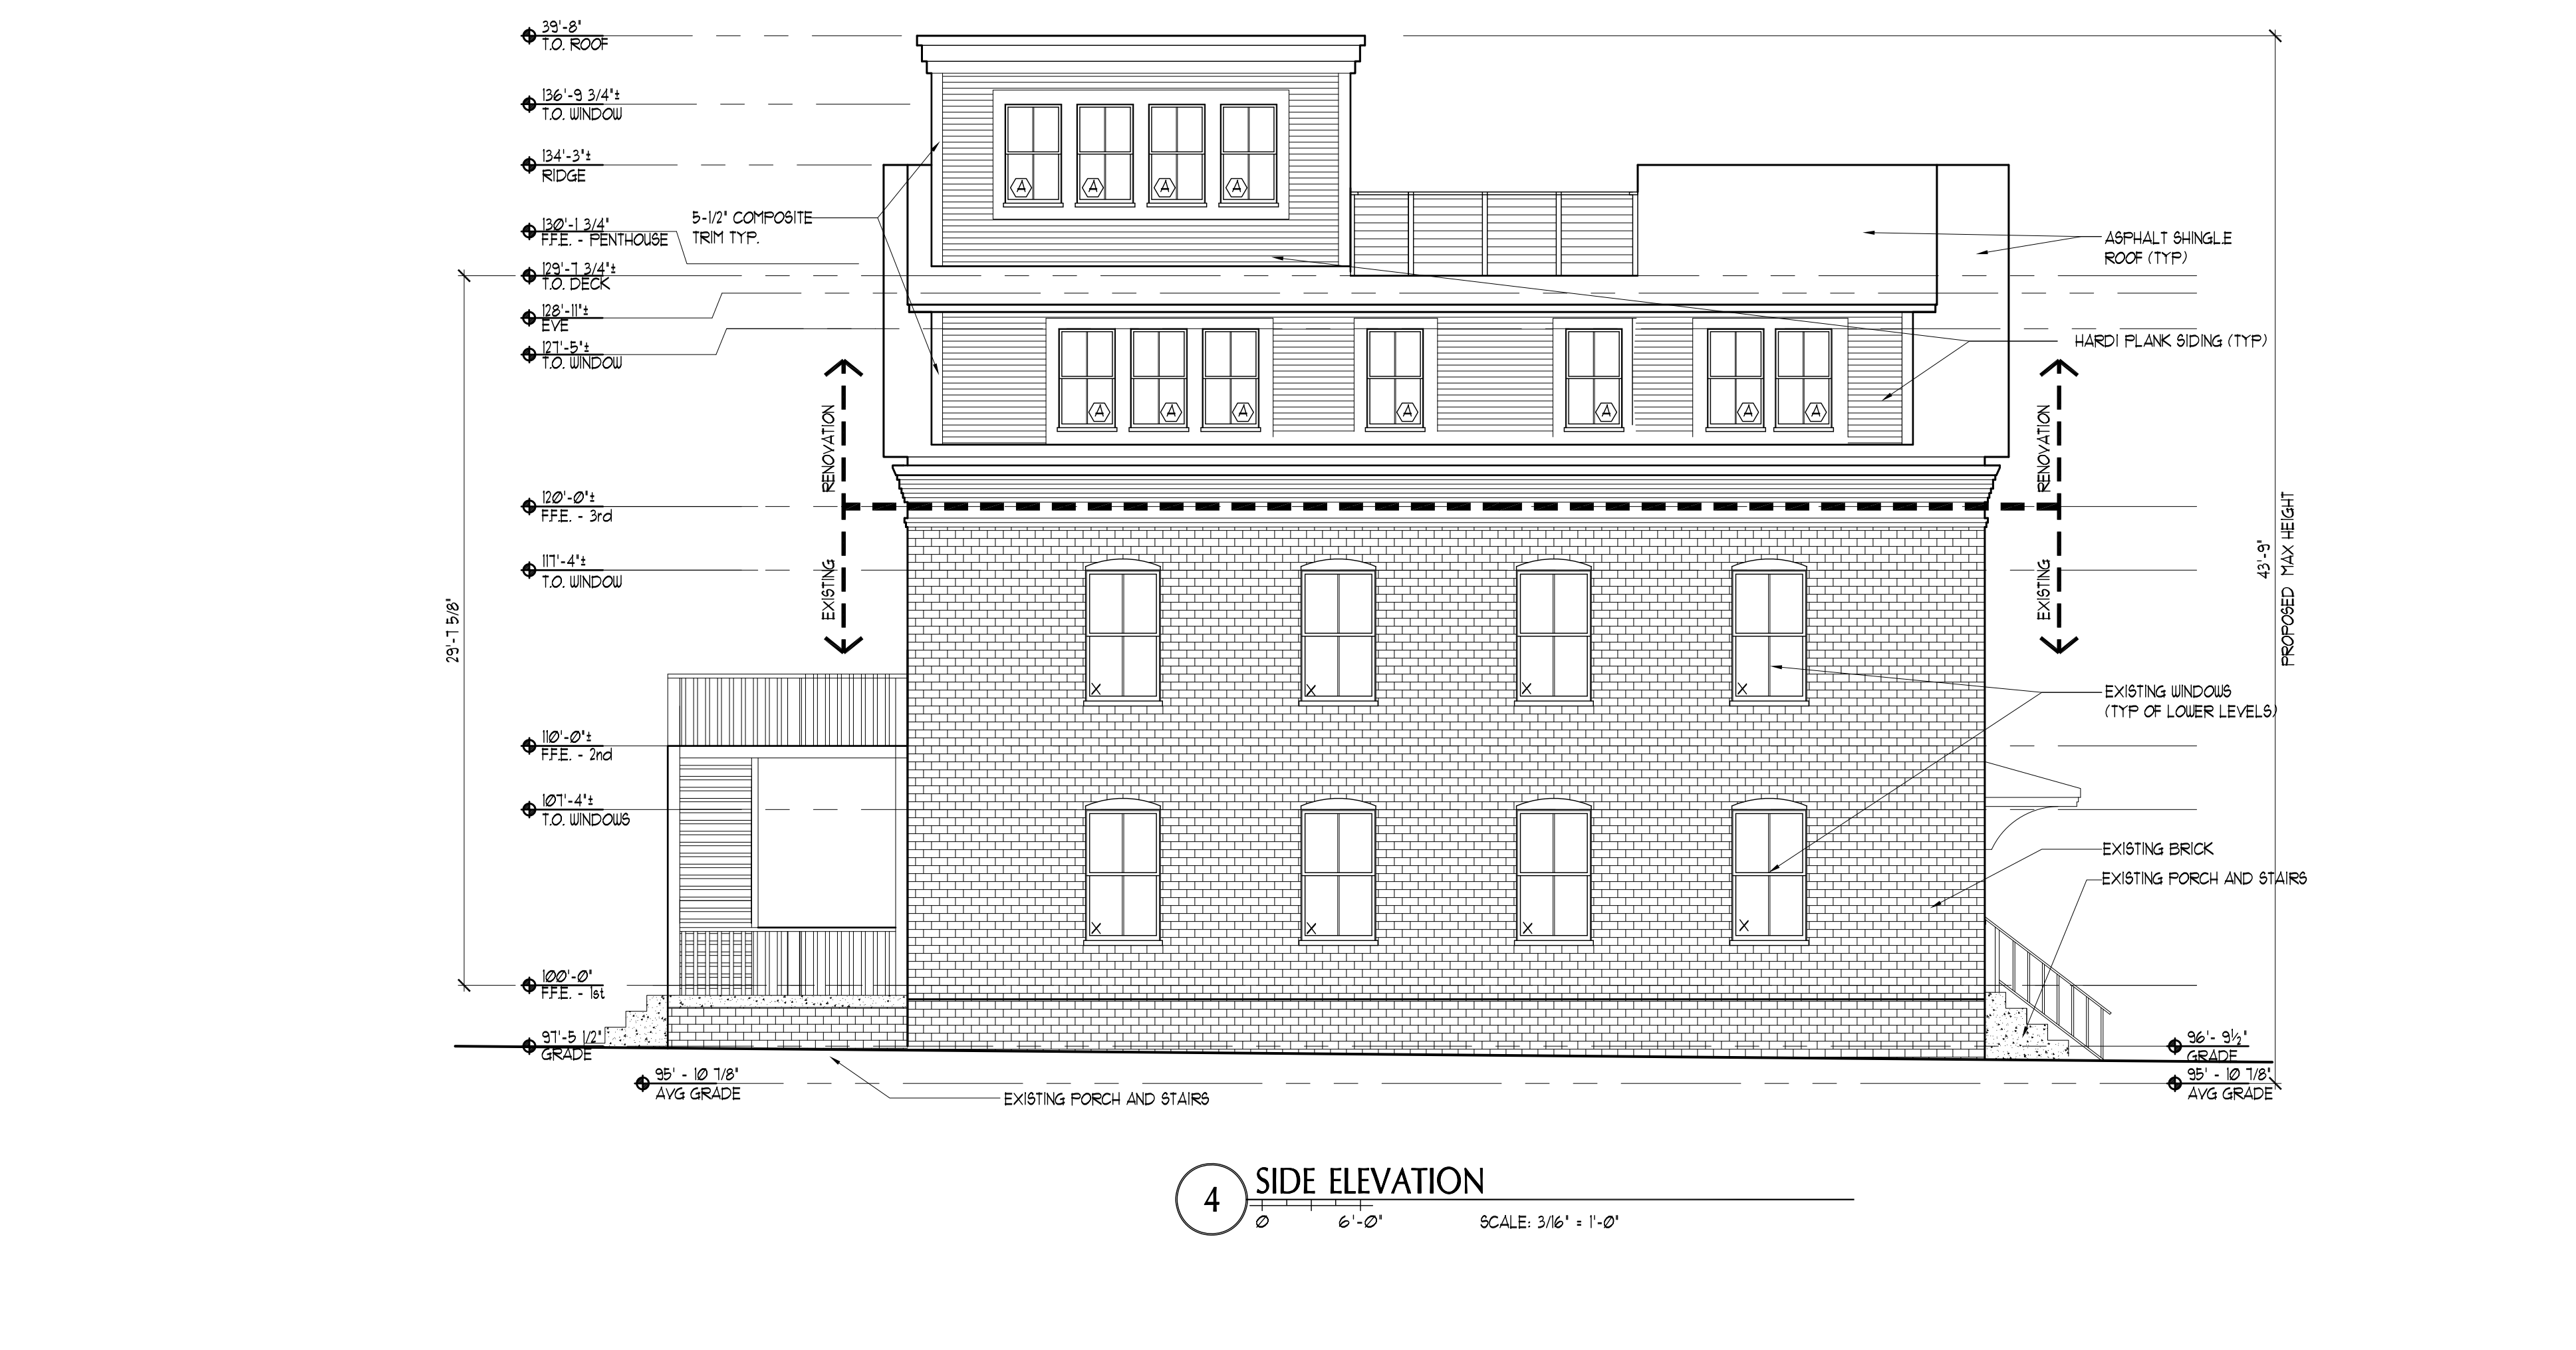 39'-8"
T.O. ROOF
136'-9 3/4"±
T.O. WINDOW
134'-3"±
RIDGE
130'-1 3/4"
F.F.E. - PENTHOUSE
129'-7 3/4"±
T.O. DECK
128'-11"±
EVE
127'-5"±
T.O. WINDOW
5-1/2" COMPOSITE
TRIM TYP.
A
A
A
A
ASPHALT SHINGLE
ROOF (TYP)
HARDI PLANK SIDING (TYP)
A
A
A
A
A
A
A
RENOVATION
EXISTING
RENOVATION
EXISTING
120'-0"±
F.F.E. - 3rd
117'-4"±
T.O. WINDOW
29'-7 5/8"
43'-9"
PROPOSED MAX HEIGHT
X
X
X
X
EXISTING WINDOWS
(TYP OF LOWER LEVELS)
110'-0"±
F.F.E. - 2nd
107'-4"±
T.O. WINDOWS
EXISTING BRICK
EXISTING PORCH AND STAIRS
X
X
X
X
100'-0"
F.F.E. - 1st
97'-5 1/2"
GRADE
96'- 9½"
GRADE
95' - 10 7/8"
AVG GRADE
95' - 10 7/8"
AVG GRADE
EXISTING PORCH AND STAIRS
4
SIDE ELEVATION
0 6'-0" SCALE: 3/16" = 1'-0"